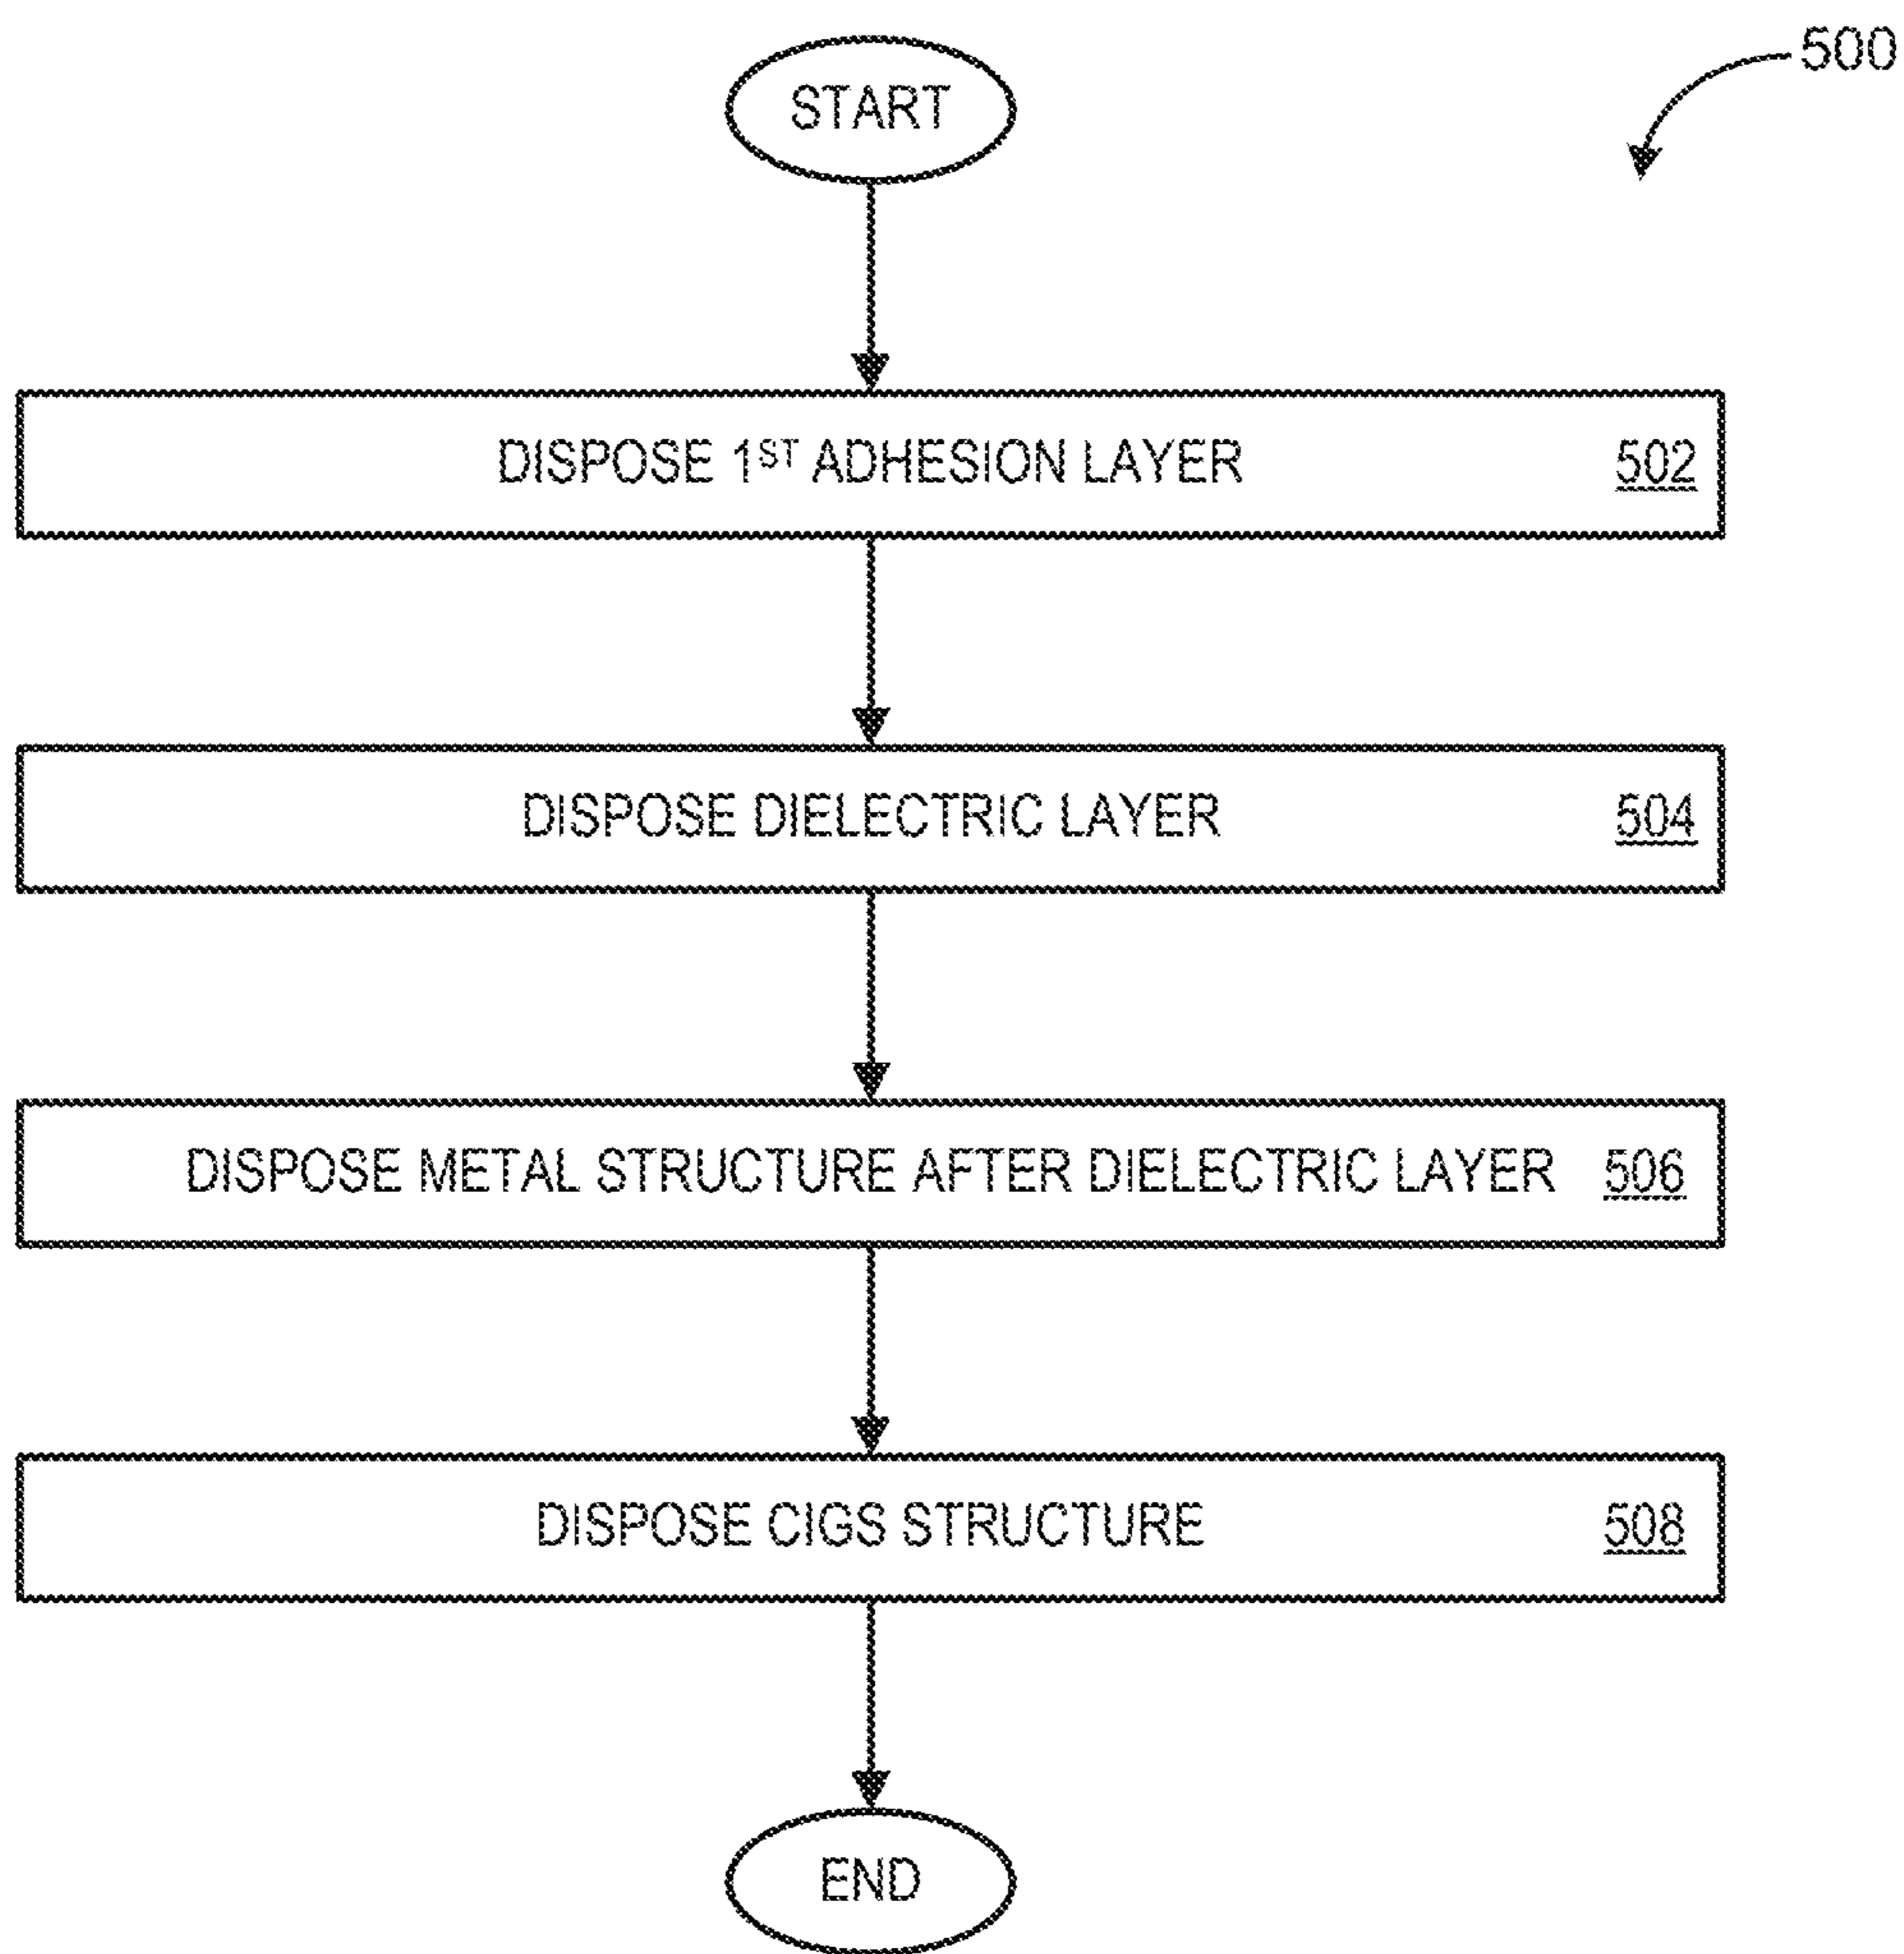 500
START
DISPOSE 1ST ADHESION LAYER 502
DISPOSE DIELECTRIC LAYER 504
DISPOSE METAL STRUCTURE AFTER DIELECTRIC LAYER 506
DISPOSE CIGS STRUCTURE 508
END